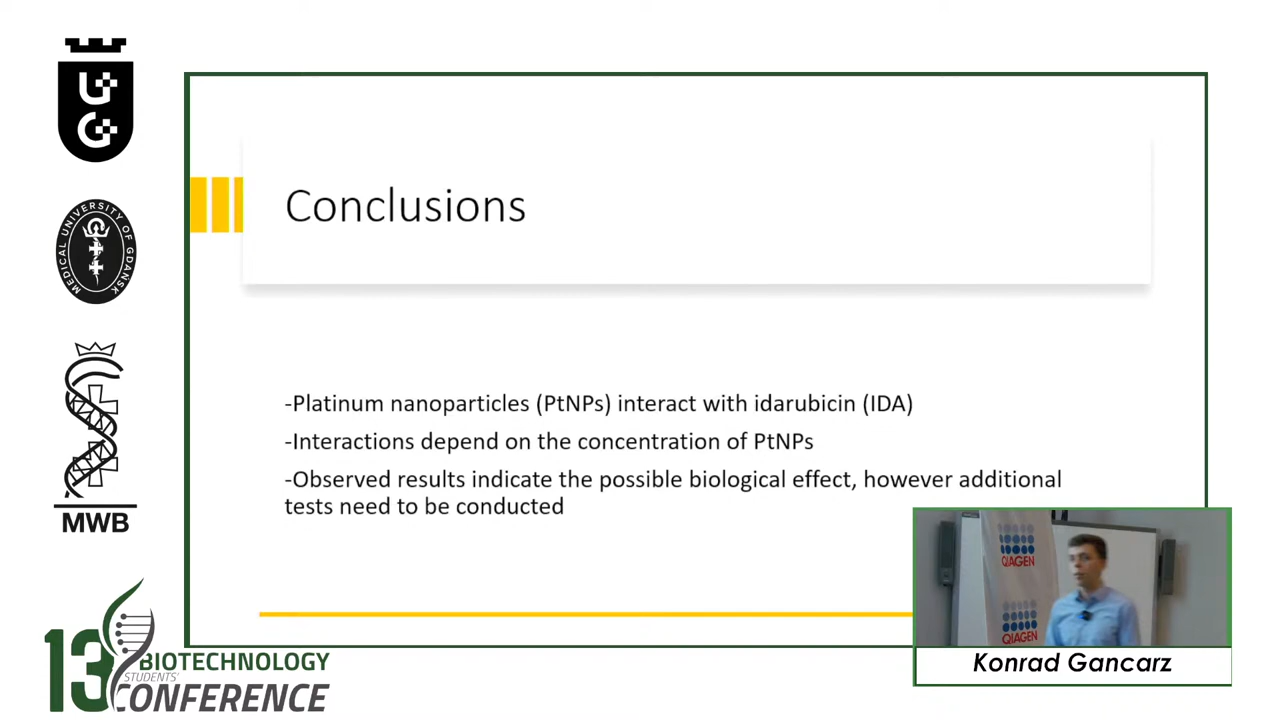 UG
MEDICAL UNIVERSITY OF GDAŃSK
MWB
13 BIOTECHNOLOGY
STUDENTS'
CONFERENCE
Conclusions
-Platinum nanoparticles (PtNPs) interact with idarubicin (IDA)
-Interactions depend on the concentration of PtNPs
-Observed results indicate the possible biological effect, however additional
tests need to be conducted
QIAGEN
QIAGEN
Konrad Gancarz